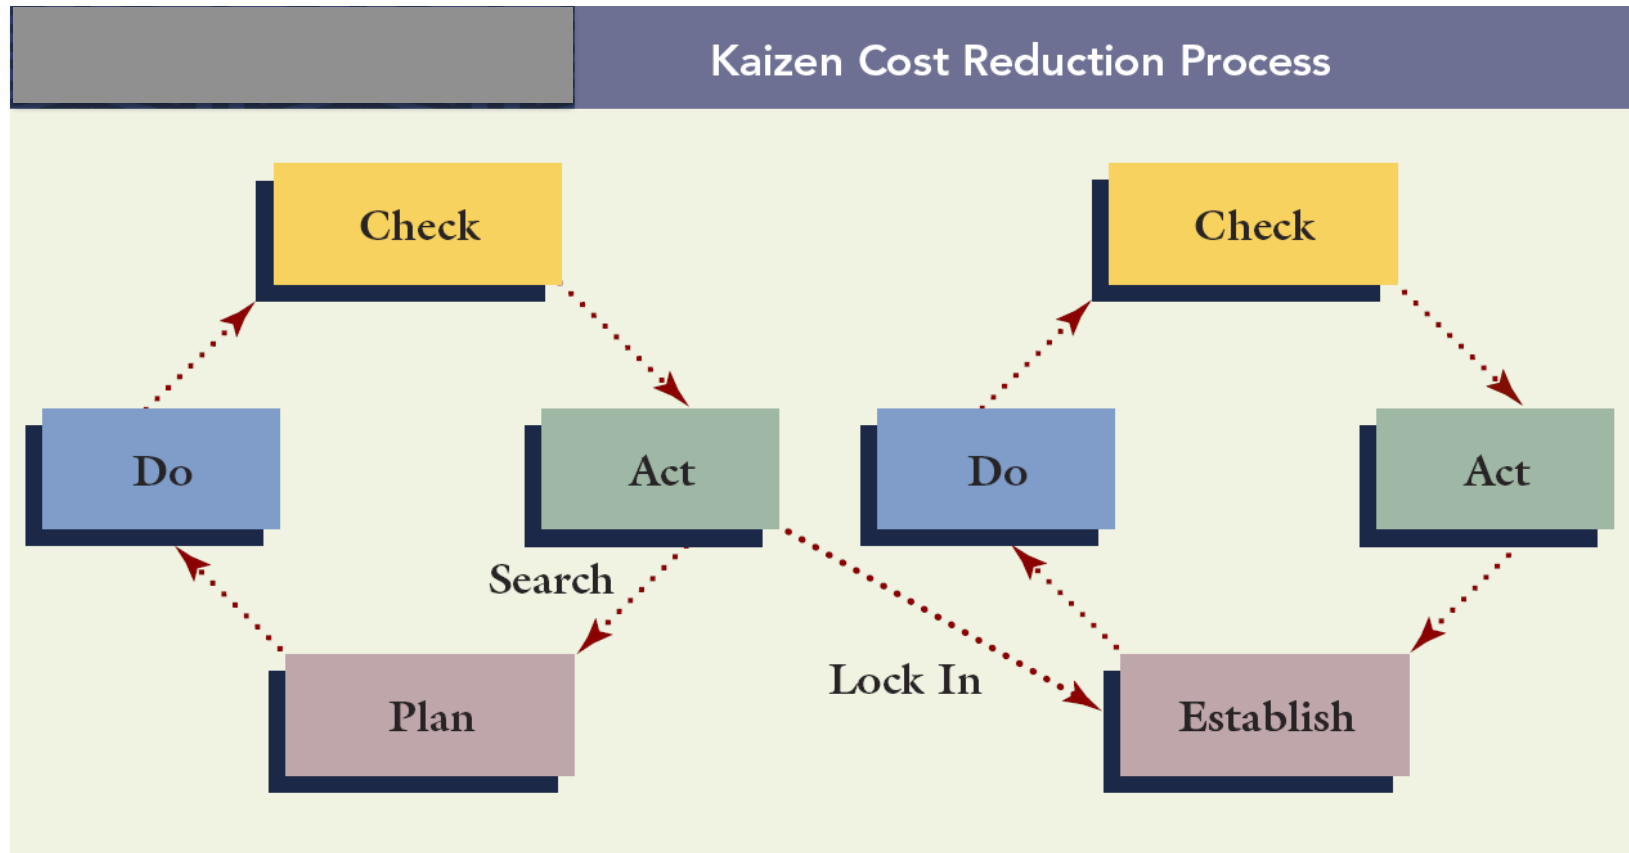 Kaizen Cost Reduction Process
Check
Check
Do
Act
Do
Act
Search
Lock In
Plan
Establish